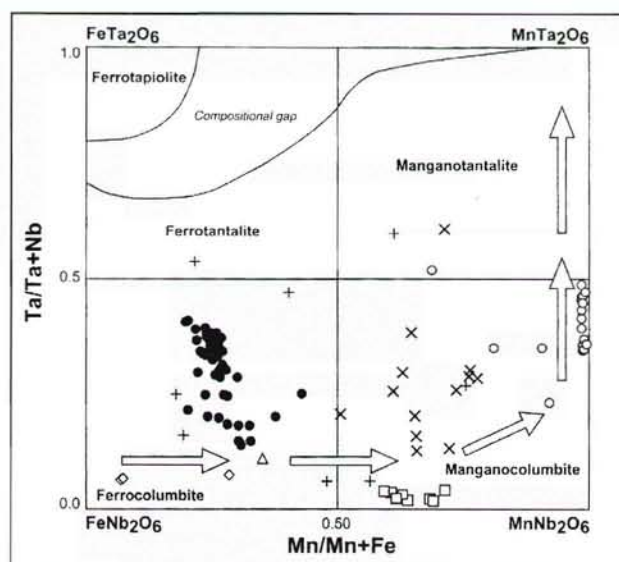 FeTa₂O₆
MnTa₂O₆
1.0
Ferrotapiolite
Compositional gap
Manganotantalite
Ferrotantalite
Ta/Ta+Nb
0.5
Manganocolumbite
Ferrocolumbite
0.0
FeNb₂O₆
0.50
MnNb₂O₆
Mn/Mn+Fe